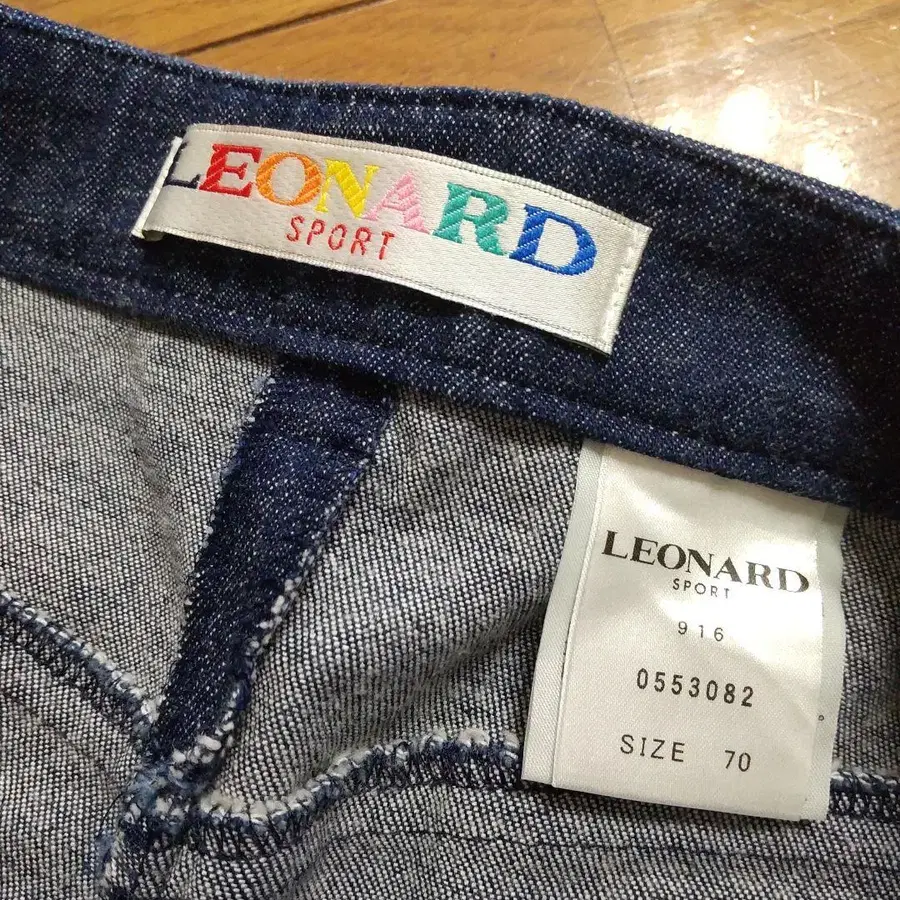 LEONARD
SPORT
LEONARD
SPORT
916
0553082
SIZE 70